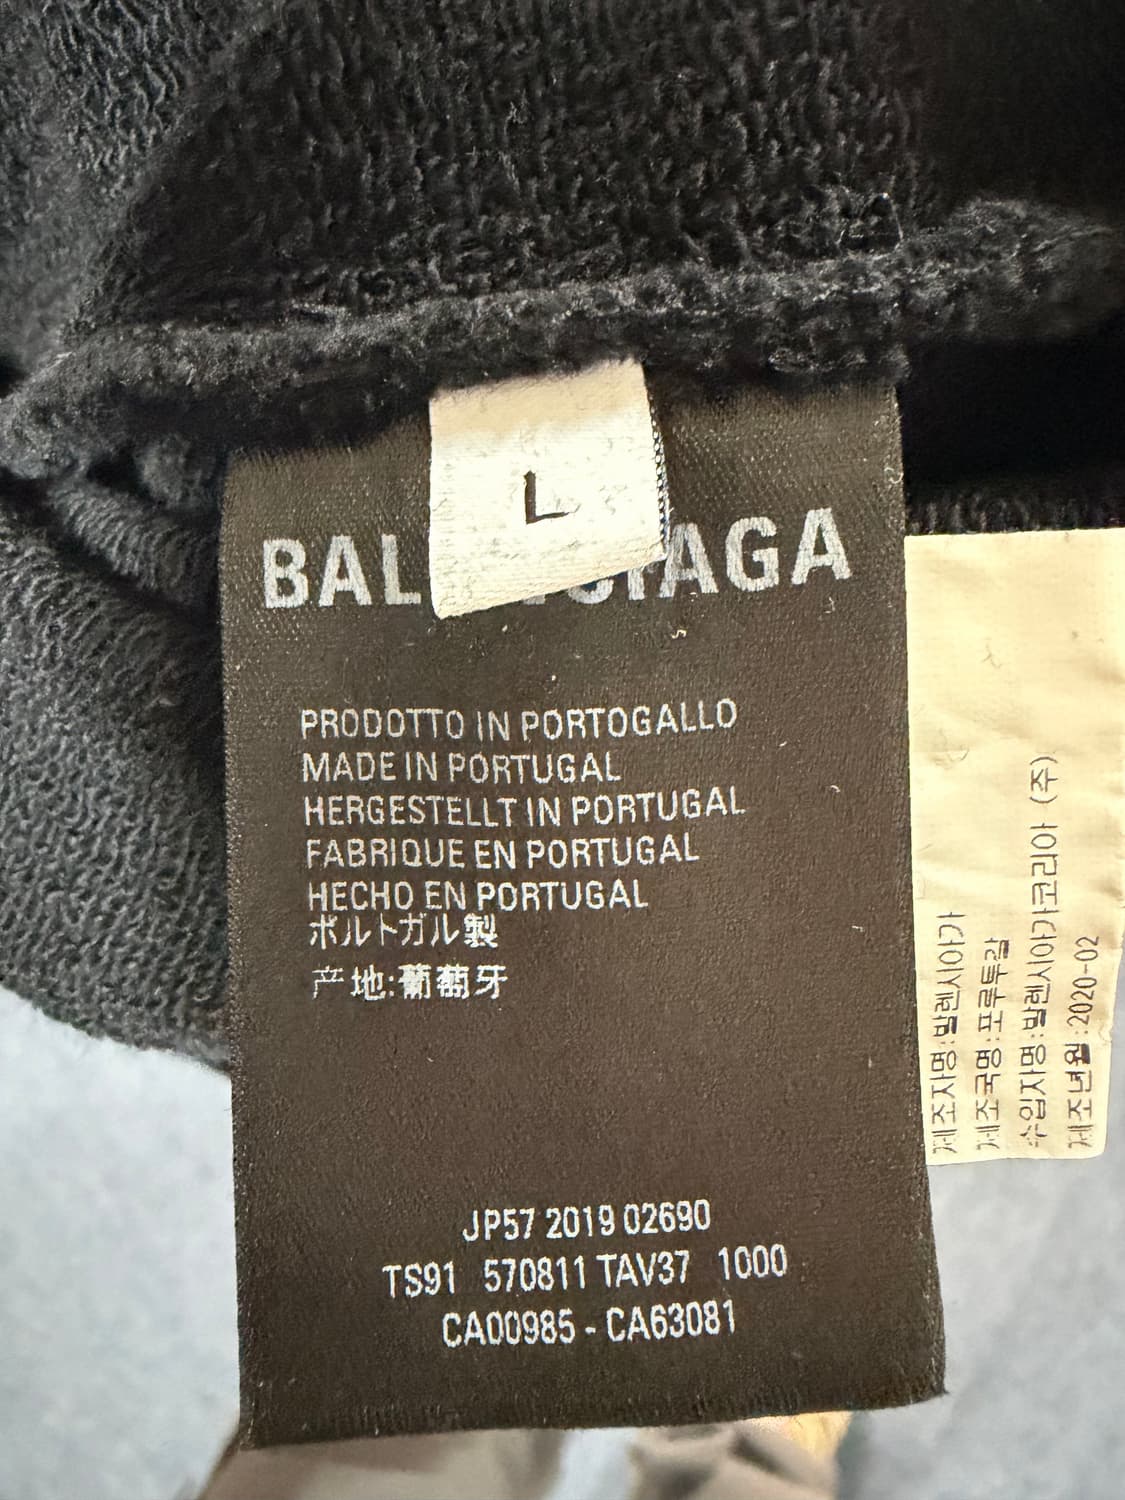 L
BALENCIAGA
PRODOTTO IN PORTOGALLO
MADE IN PORTUGAL
HERGESTELLT IN PORTUGAL
FABRIQUE EN PORTUGAL
HECHO EN PORTUGAL
ポルトガル製
产地:葡萄牙
JP57 2019 02690
TS91 570811 TAV37 1000
CA00985 - CA63081
제조자명:발렌시아가
제조국명:포루투갈
수입자명:발렌시아가코리아 (주)
제조년월:2020-02